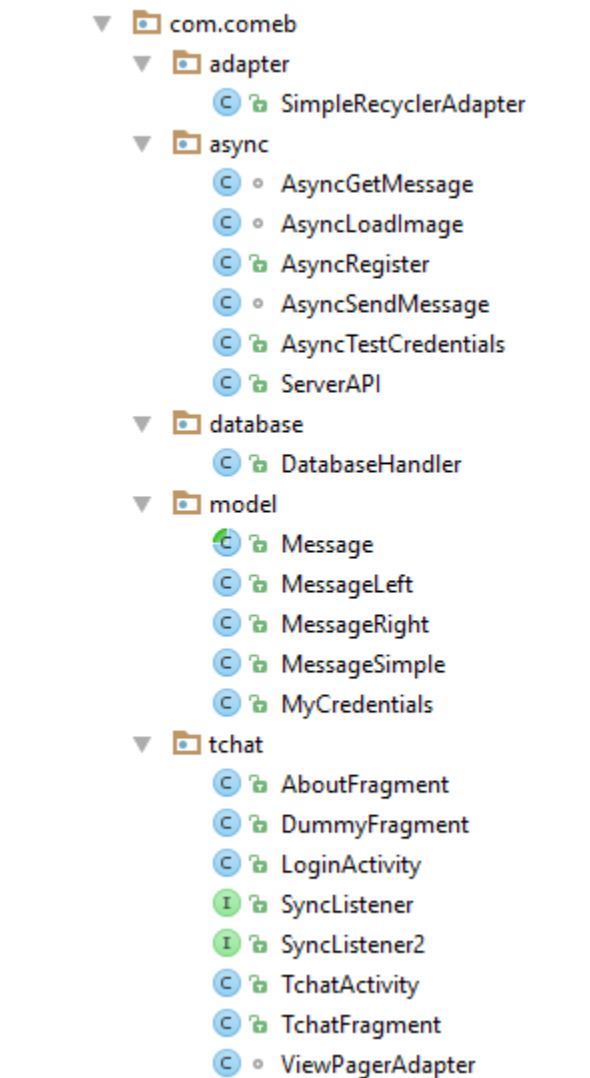 com.comeb
adapter
C SimpleRecyclerAdapter
async
C AsyncGetMessage
C AsyncLoadImage
C AsyncRegister
C AsyncSendMessage
C AsyncTestCredentials
C ServerAPI
database
C DatabaseHandler
model
C Message
C MessageLeft
C MessageRight
C MessageSimple
C MyCredentials
tchat
C AboutFragment
C DummyFragment
C LoginActivity
I SyncListener
I SyncListener2
C TchatActivity
C TchatFragment
C ViewPagerAdapter